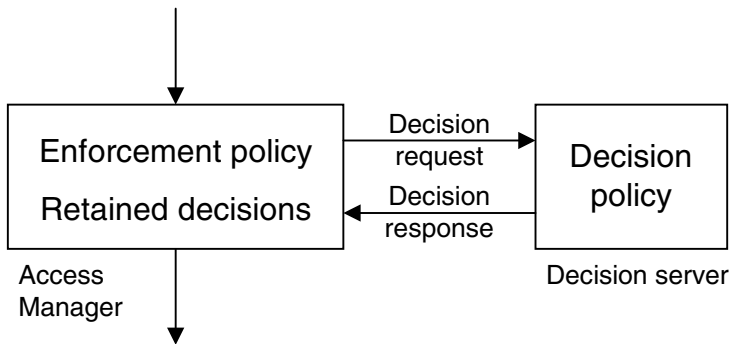 Enforcement policy
Retained decisions
Decision
request
Decision
response
Decision
policy
Access
Manager
Decision server